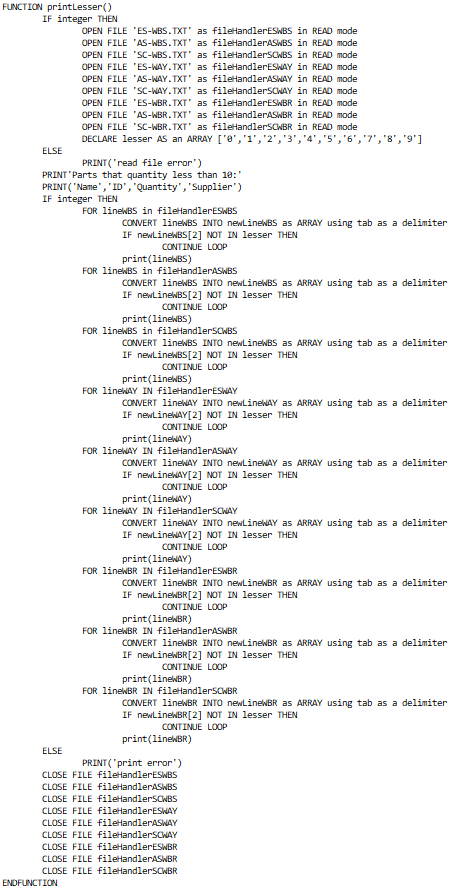 FUNCTION printLesser()
IF integer THEN
OPEN FILE 'ES-WBS.TXT' as fileHandlerESWBS in READ mode
OPEN FILE 'AS-WBS.TXT' as fileHandlerASWBS in READ mode
OPEN FILE 'SC-WBS.TXT' as fileHandlerSCWBS in READ mode
OPEN FILE 'ES-WAY.TXT' as fileHandlerESWAY in READ mode
OPEN FILE 'AS-WAY.TXT' as fileHandlerASWAY in READ mode
OPEN FILE 'SC-WAY.TXT' as fileHandlerSCWAY in READ mode
OPEN FILE 'ES-WBR.TXT' as fileHandlerESWBR in READ mode
OPEN FILE 'AS-WBR.TXT' as fileHandlerASWBR in READ mode
OPEN FILE 'SC-WBR.TXT' as fileHandlerSCWBR in READ mode
DECLARE lesser AS an ARRAY ['0','1','2','3','4','5','6','7','8','9']
ELSE
PRINT('read file error')
PRINT'Parts that quantity less than 10:'
PRINT('Name','ID','Quantity','Supplier')
IF integer THEN
FOR lineWBS in fileHandlerESWBS
CONVERT lineWBS INTO newLineWBS as ARRAY using tab as a delimiter
IF newLineWBS[2] NOT IN lesser THEN
CONTINUE LOOP
print(lineWBS)
FOR lineWBS in fileHandlerASWBS
CONVERT lineWBS INTO newLineWBS as ARRAY using tab as a delimiter
IF newLineWBS[2] NOT IN lesser THEN
CONTINUE LOOP
print(lineWBS)
FOR lineWBS in fileHandlerSCWBS
CONVERT lineWBS INTO newLineWBS as ARRAY using tab as a delimiter
IF newLineWBS[2] NOT IN lesser THEN
CONTINUE LOOP
print(lineWBS)
FOR lineWAY IN fileHandlerESWAY
CONVERT lineWAY INTO newLineWAY as ARRAY using tab as a delimiter
IF newLineWAY[2] NOT IN lesser THEN
CONTINUE LOOP
print(lineWAY)
FOR lineWAY IN fileHandlerASWAY
CONVERT lineWAY INTO newLineWAY as ARRAY using tab as a delimiter
IF newLineWAY[2] NOT IN lesser THEN
CONTINUE LOOP
print(lineWAY)
FOR lineWAY IN fileHandlerSCWAY
CONVERT lineWAY INTO newLineWAY as ARRAY using tab as a delimiter
IF newLineWAY[2] NOT IN lesser THEN
CONTINUE LOOP
print(lineWAY)
FOR lineWBR IN fileHandlerESWBR
CONVERT lineWBR INTO newLineWBR as ARRAY using tab as a delimiter
IF newLineWBR[2] NOT IN lesser THEN
CONTINUE LOOP
print(lineWBR)
FOR lineWBR IN fileHandlerASWBR
CONVERT lineWBR INTO newLineWBR as ARRAY using tab as a delimiter
IF newLineWBR[2] NOT IN lesser THEN
CONTINUE LOOP
print(lineWBR)
FOR lineWBR IN fileHandlerSCWBR
CONVERT lineWBR INTO newLineWBR as ARRAY using tab as a delimiter
IF newLineWBR[2] NOT IN lesser THEN
CONTINUE LOOP
print(lineWBR)
ELSE
PRINT('print error')
CLOSE FILE fileHandlerESWBS
CLOSE FILE fileHandlerASWBS
CLOSE FILE fileHandlerSCWBS
CLOSE FILE fileHandlerESWAY
CLOSE FILE fileHandlerASWAY
CLOSE FILE fileHandlerSCWAY
CLOSE FILE fileHandlerESWBR
CLOSE FILE fileHandlerASWBR
CLOSE FILE fileHandlerSCWBR
ENDFUNCTION